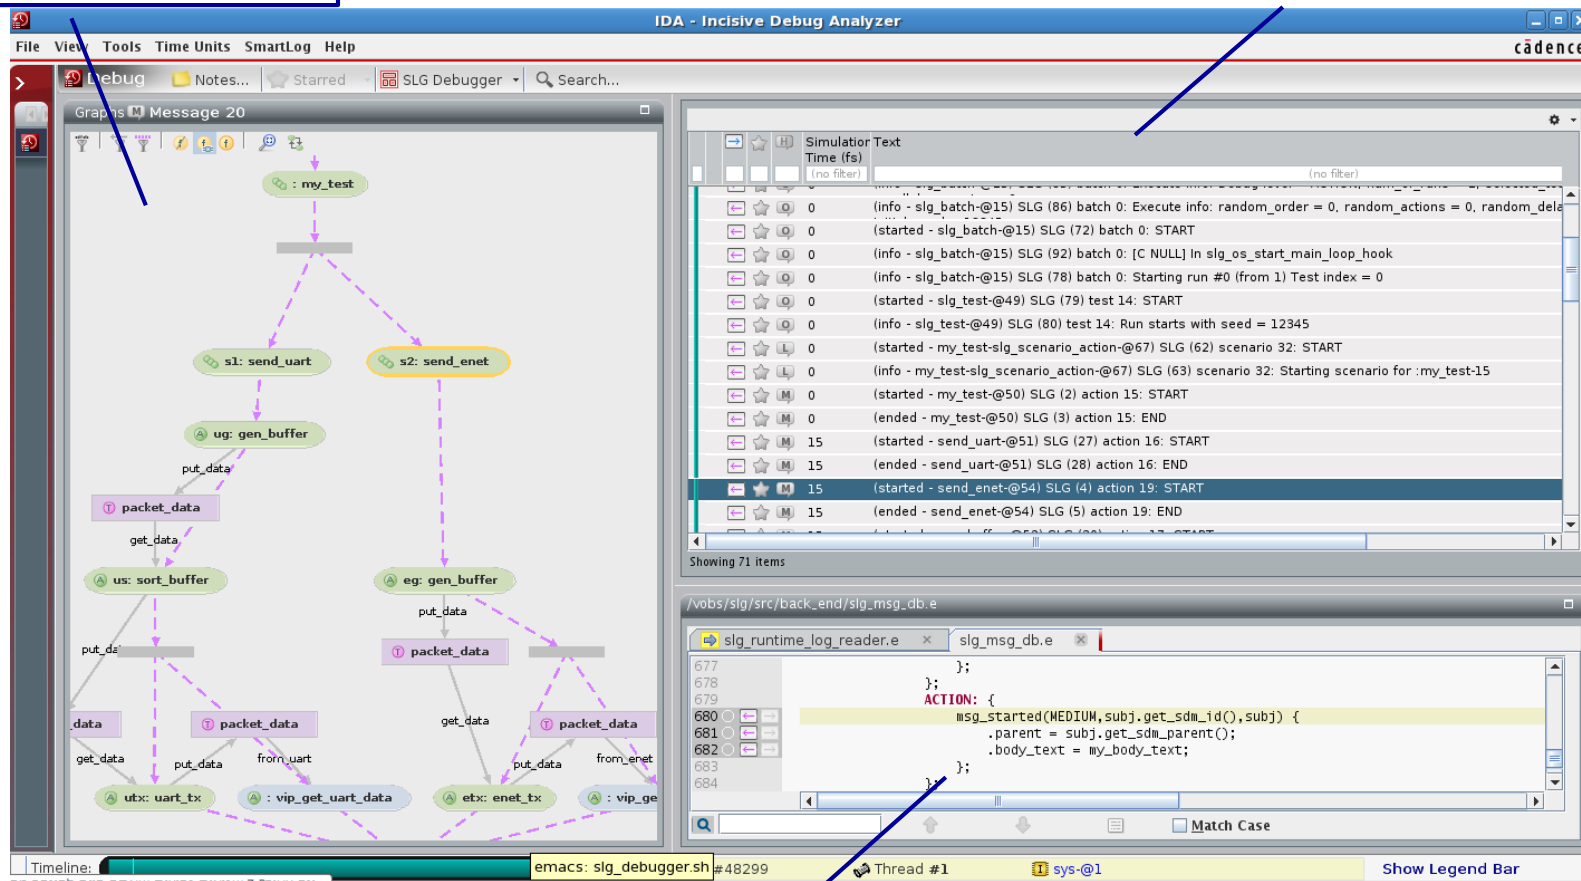 IDA - Incisive Debug Analyzer
File View Tools Time Units SmartLog Help
cādence
Debug Notes... Starred SLG Debugger Search...
Graphs M Message 20
: my_test
s1: send_uart
s2: send_enet
ug: gen_buffer
put_data
T packet_data
get_data
A us: sort_buffer
A eg: gen_buffer
put_data
put_da
T packet_data
_data
T packet_data
get_data
T packet_data
get_data
put_data
from_uart
put_data
from_enet
A utx: uart_tx
A : vip_get_uart_data
A etx: enet_tx
A : vip_ge
H Simulation Text
Time (fs)
(no filter) (no filter)
O 0 (info - slg_batch-@15) SLG (86) batch 0: Execute info: random_order = 0, random_actions = 0, random_dela
O 0 (started - slg_batch-@15) SLG (72) batch 0: START
O 0 (info - slg_batch-@15) SLG (92) batch 0: [C NULL] In slg_os_start_main_loop_hook
O 0 (info - slg_batch-@15) SLG (78) batch 0: Starting run #0 (from 1) Test index = 0
O 0 (started - slg_test-@49) SLG (79) test 14: START
O 0 (info - slg_test-@49) SLG (80) test 14: Run starts with seed = 12345
L 0 (started - my_test-slg_scenario_action-@67) SLG (62) scenario 32: START
L 0 (info - my_test-slg_scenario_action-@67) SLG (63) scenario 32: Starting scenario for :my_test-15
M 0 (started - my_test-@50) SLG (2) action 15: START
M 0 (ended - my_test-@50) SLG (3) action 15: END
M 15 (started - send_uart-@51) SLG (27) action 16: START
M 15 (ended - send_uart-@51) SLG (28) action 16: END
M 15 (started - send_enet-@54) SLG (4) action 19: START
M 15 (ended - send_enet-@54) SLG (5) action 19: END
Showing 71 items
/vobs/slg/src/back_end/slg_msg_db.e
slg_runtime_log_reader.e × slg_msg_db.e ×
677 };
678 };
679 ACTION: {
680 msg_started(MEDIUM,subj.get_sdm_id(),subj) {
681 .parent = subj.get_sdm_parent();
682 .body_text = my_body_text;
683 };
684 };
Match Case
Timeline: emacs: slg_debugger.sh #48299 Thread #1 sys-@1 Show Legend Bar